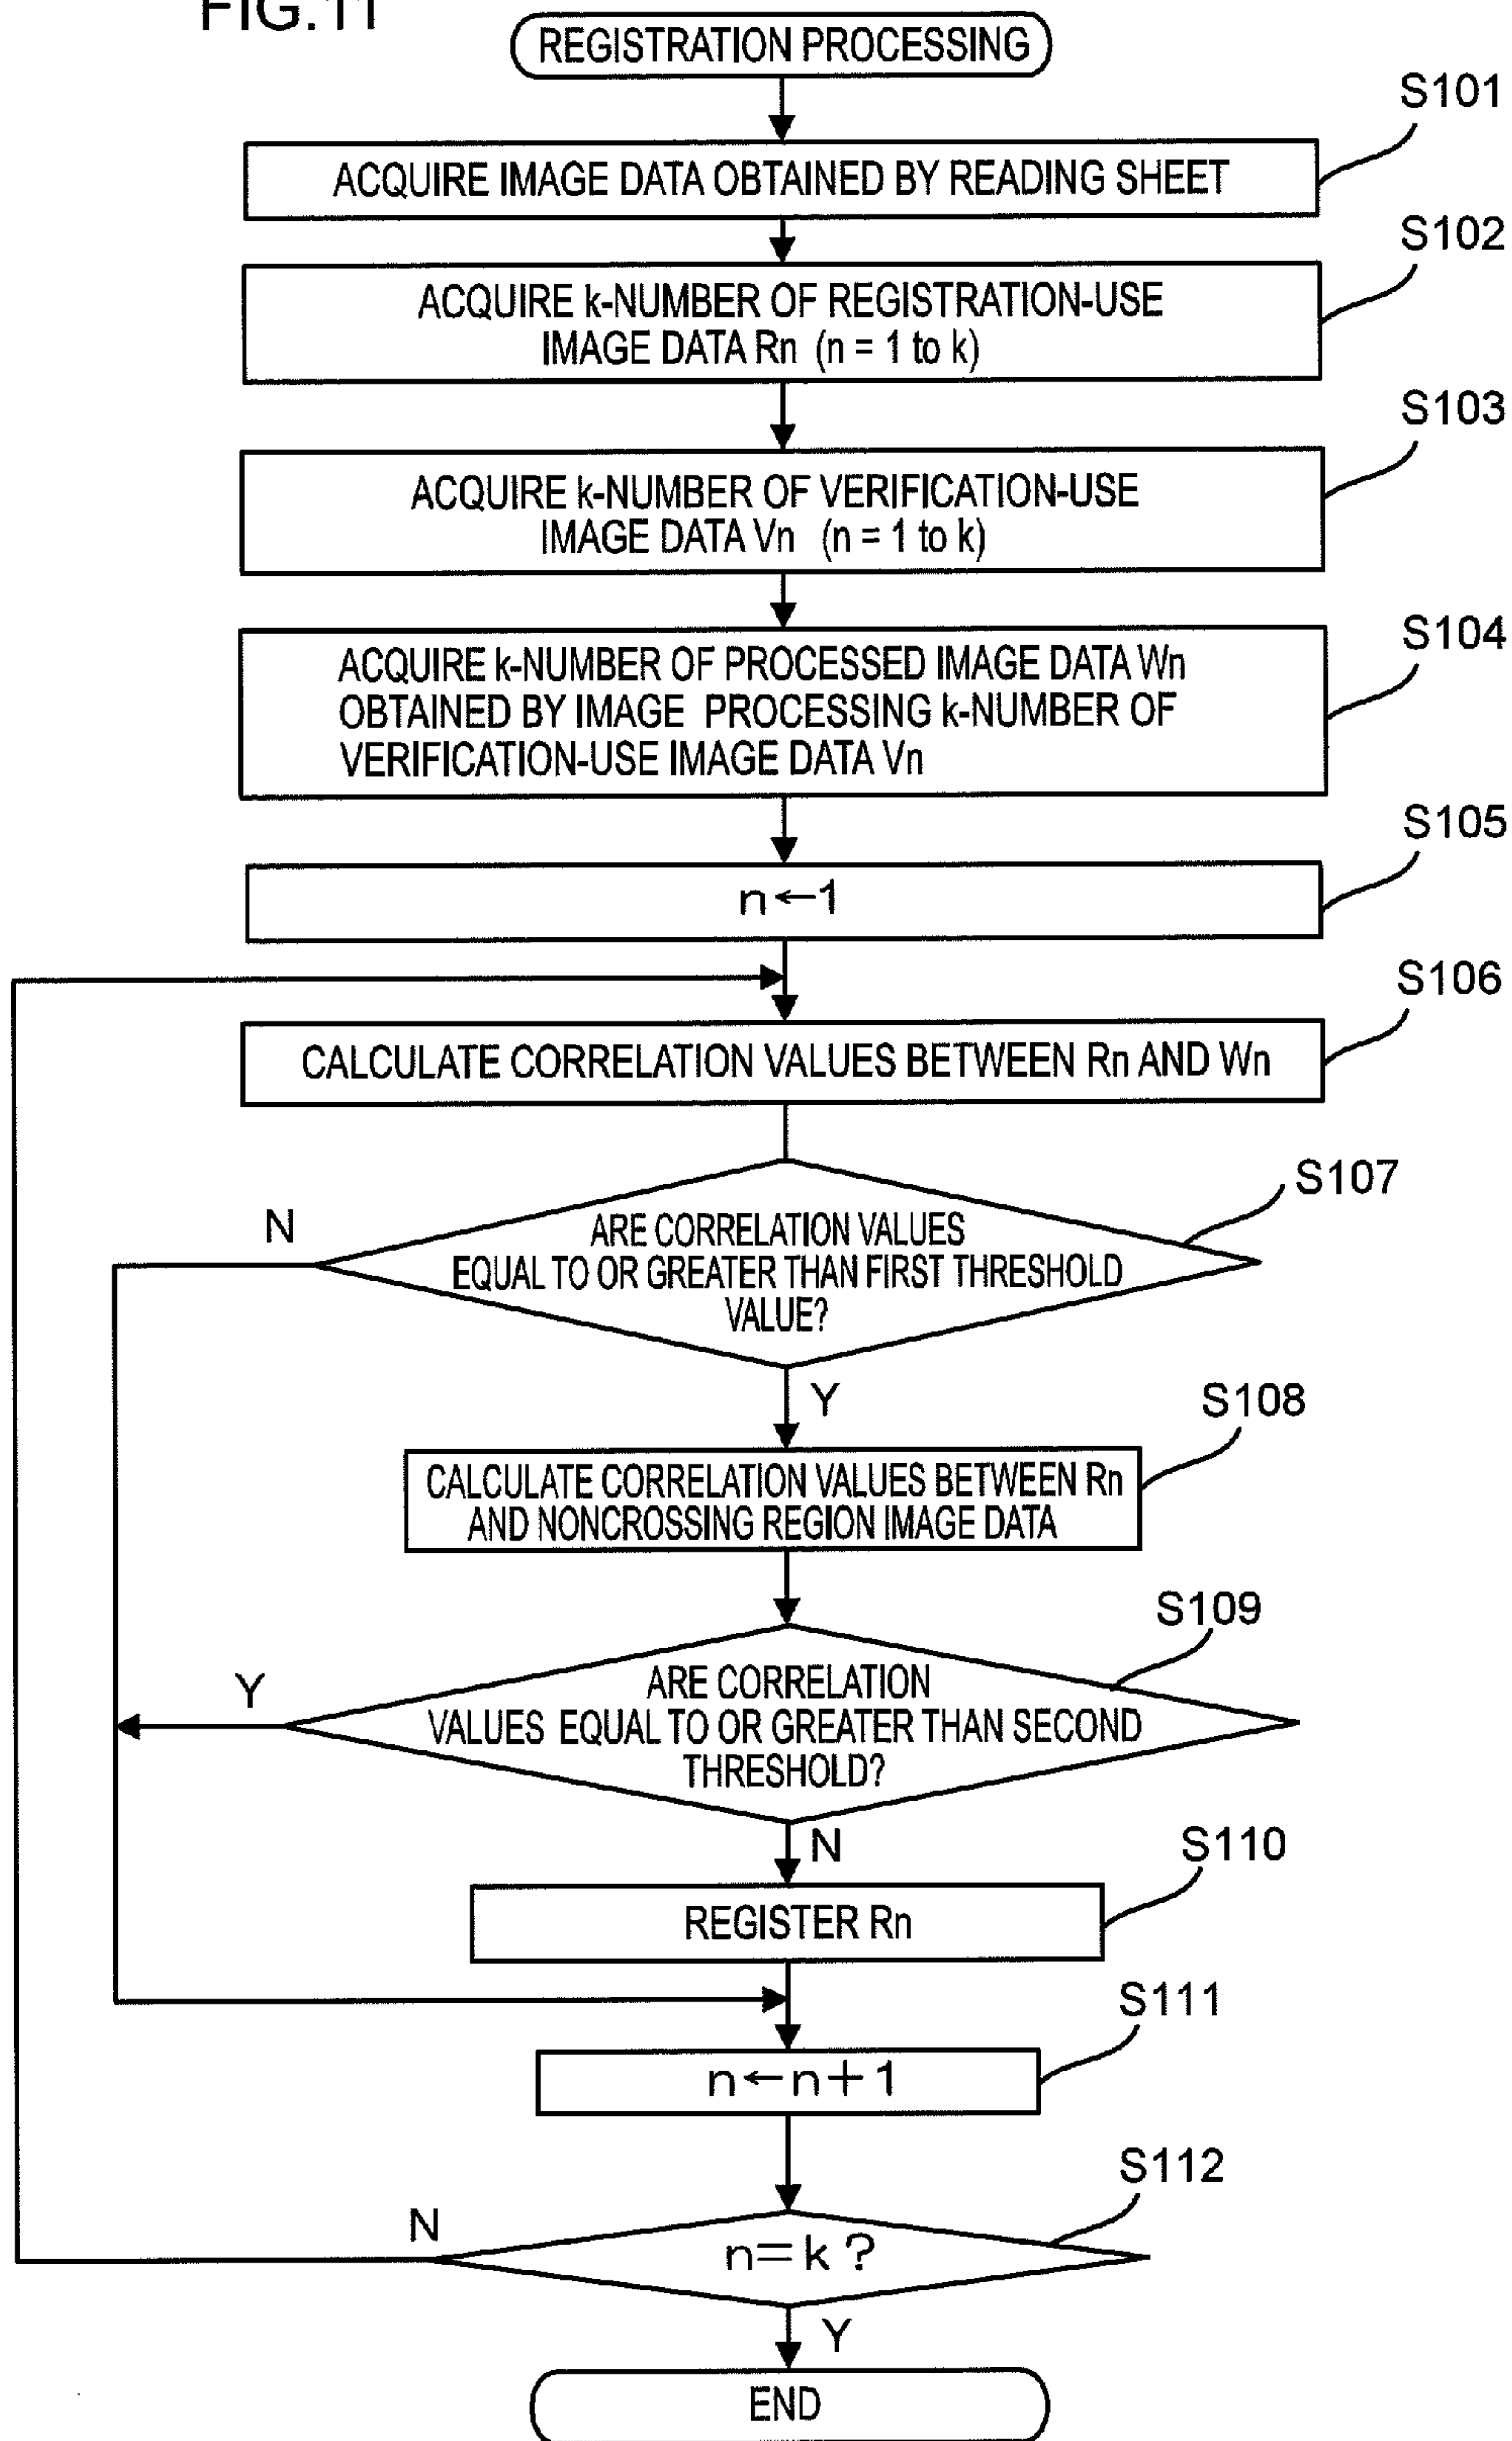 FIG.11
REGISTRATION PROCESSING
S101
ACQUIRE IMAGE DATA OBTAINED BY READING SHEET
S102
ACQUIRE k-NUMBER OF REGISTRATION-USE
IMAGE DATA Rn (n = 1 to k)
S103
ACQUIRE k-NUMBER OF VERIFICATION-USE
IMAGE DATA Vn (n = 1 to k)
S104
ACQUIRE k-NUMBER OF PROCESSED IMAGE DATA Wn
OBTAINED BY IMAGE PROCESSING k-NUMBER OF
VERIFICATION-USE IMAGE DATA Vn
S105
n←1
S106
CALCULATE CORRELATION VALUES BETWEEN Rn AND Wn
S107
N
ARE CORRELATION VALUES
EQUAL TO OR GREATER THAN FIRST THRESHOLD
VALUE?
Y
S108
CALCULATE CORRELATION VALUES BETWEEN Rn
AND NONCROSSING REGION IMAGE DATA
S109
Y
ARE CORRELATION
VALUES EQUAL TO OR GREATER THAN SECOND
THRESHOLD?
N
S110
REGISTER Rn
S111
n←n+1
S112
N
n=k?
Y
END